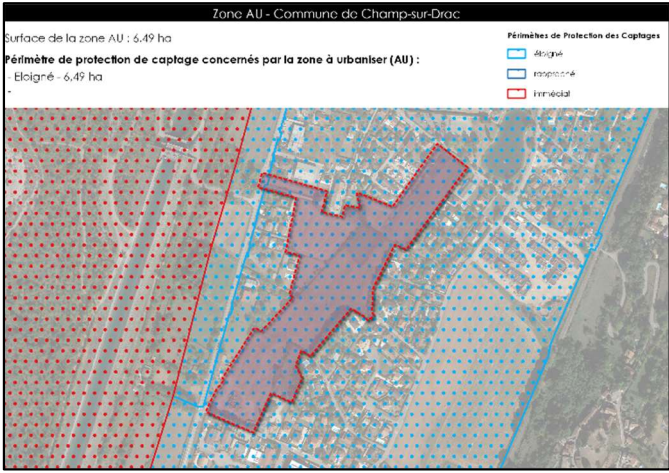 Zone AU - Commune de Champ-sur-Drac
Surface de la zone AU : 6.49 ha
Périmètre de protection de captage concernés par la zone à urbaniser (AU) :
- Eloigné - 6,49 ha
-
Périmètres de Protection des Captages
éloigné
rapproché
immédiat